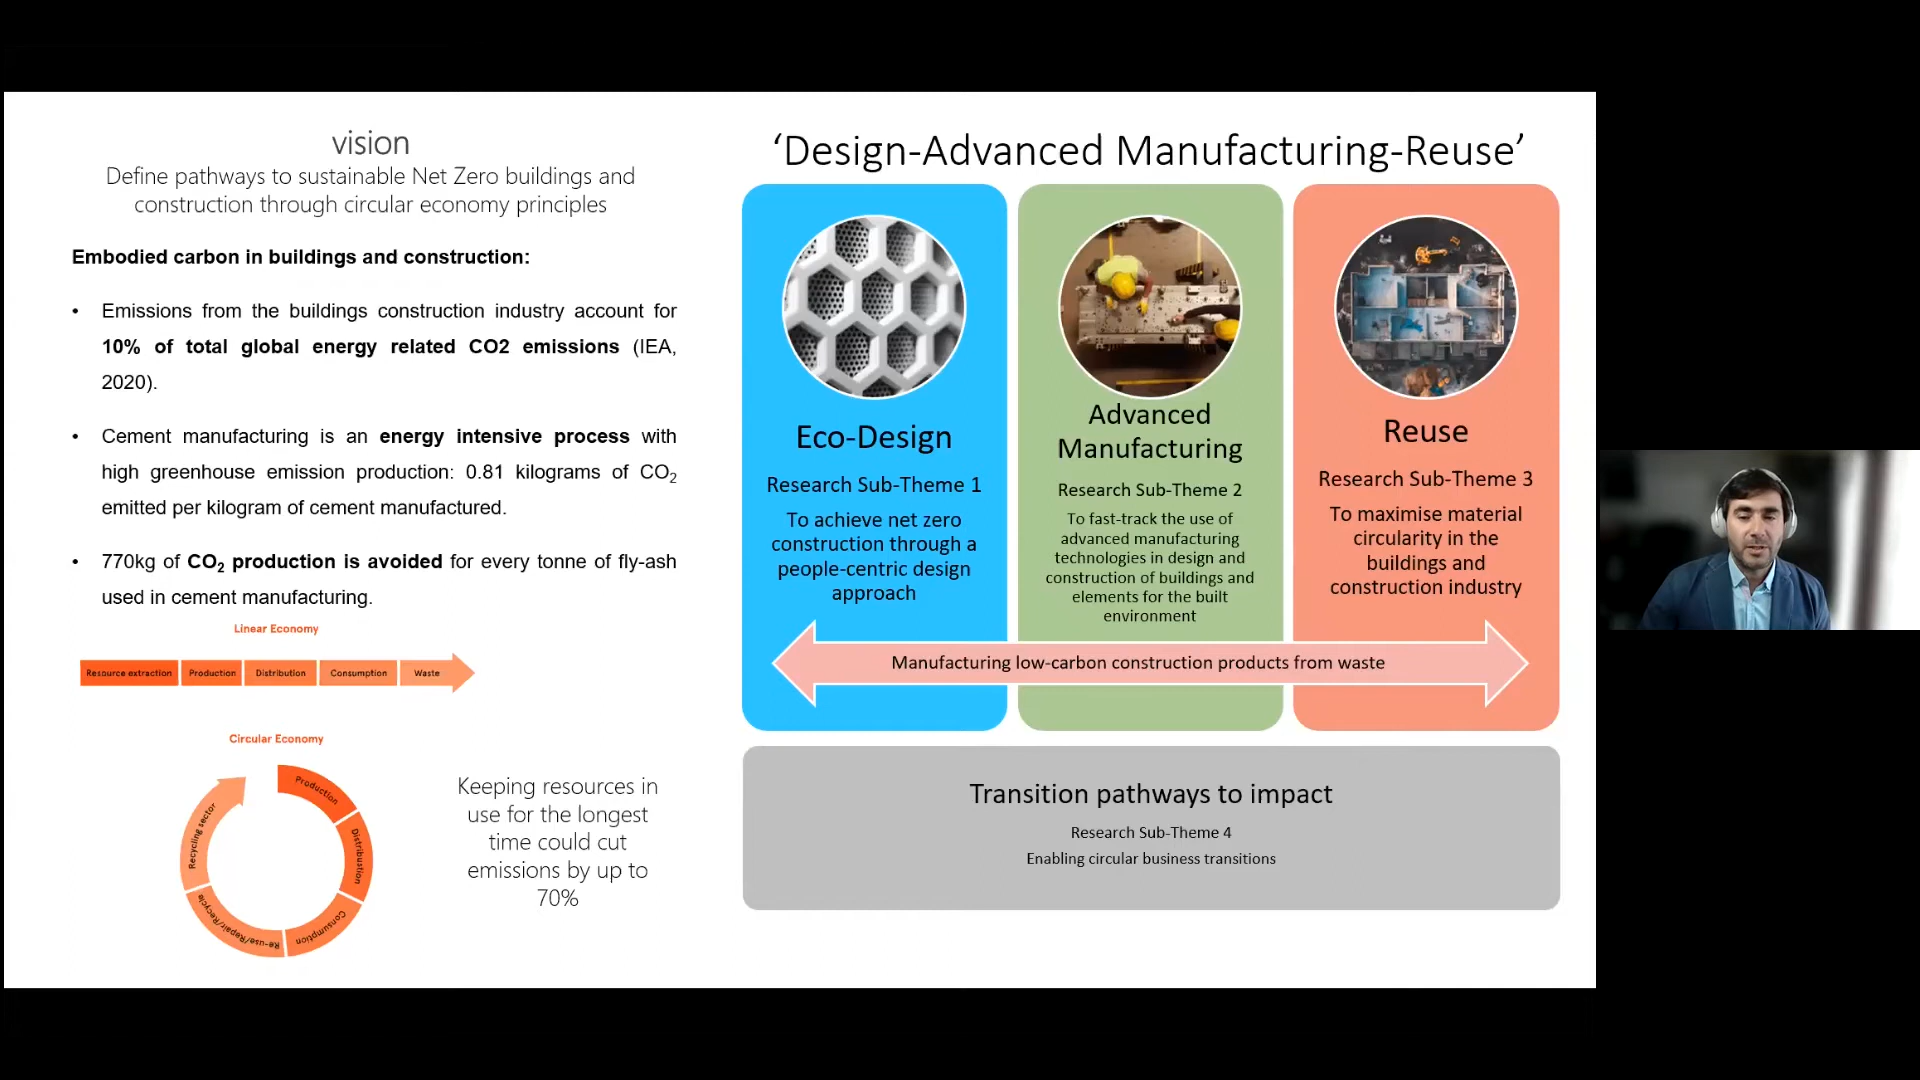 vision
Define pathways to sustainable Net Zero buildings and
construction through circular economy principles
Embodied carbon in buildings and construction:
• Emissions from the buildings construction industry account for
10% of total global energy related CO2 emissions (IEA,
2020).
• Cement manufacturing is an energy intensive process with
high greenhouse emission production: 0.81 kilograms of CO₂
emitted per kilogram of cement manufactured.
• 770kg of CO₂ production is avoided for every tonne of fly-ash
used in cement manufacturing.
Linear Economy
Resource extraction Production Distribution Consumption Waste
Circular Economy
Production
Distribution
Consumption
Re-use/Repair/Recycle
Recycling sector
Keeping resources in
use for the longest
time could cut
emissions by up to
70%
‘Design-Advanced Manufacturing-Reuse’
Eco-Design
Research Sub-Theme 1
To achieve net zero
construction through a
people-centric design
approach
Advanced
Manufacturing
Research Sub-Theme 2
To fast-track the use of
advanced manufacturing
technologies in design and
construction of buildings and
elements for the built
environment
Reuse
Research Sub-Theme 3
To maximise material
circularity in the
buildings and
construction industry
Manufacturing low-carbon construction products from waste
Transition pathways to impact
Research Sub-Theme 4
Enabling circular business transitions